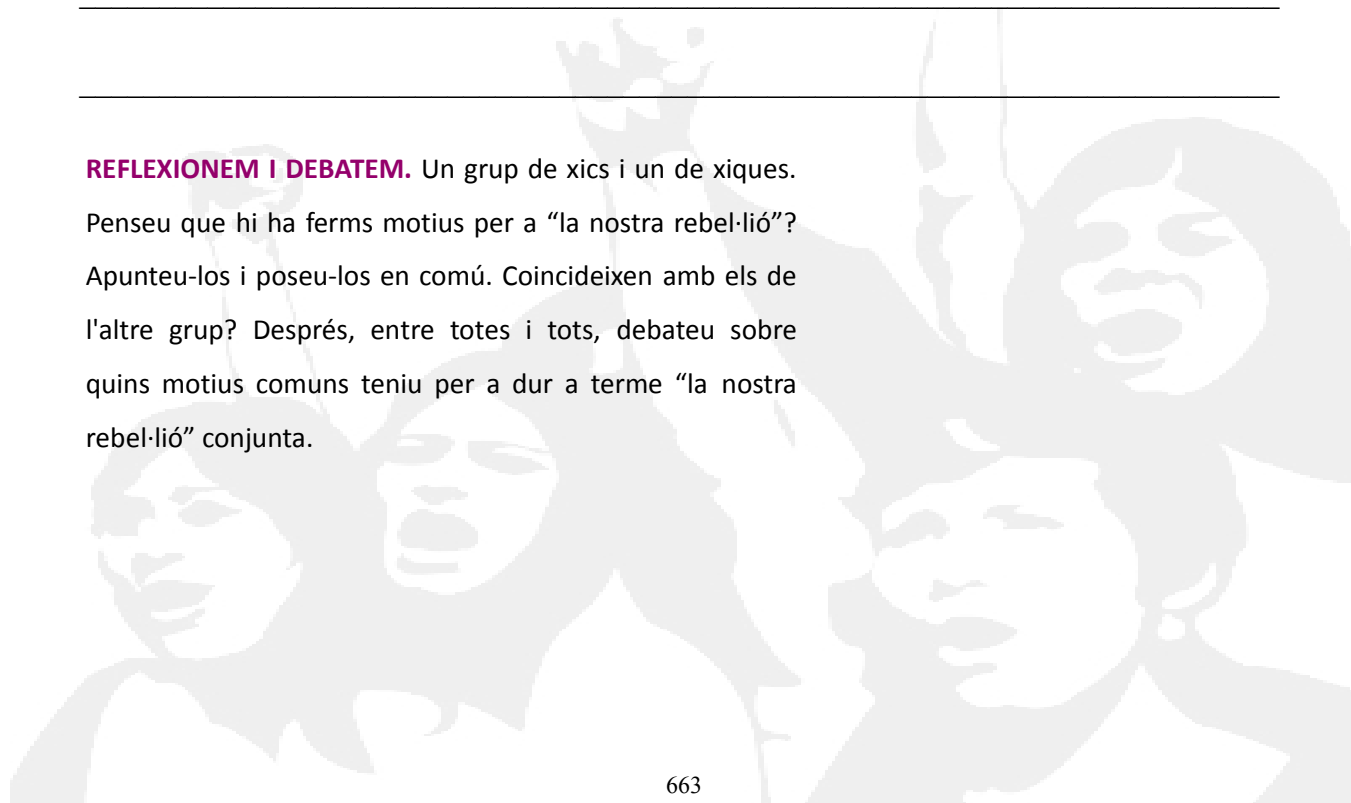 REFLEXIONEM I DEBATEM. Un grup de xics i un de xiques.
Penseu que hi ha ferms motius per a “la nostra rebel·lió”?
Apunteu-los i poseu-los en comú. Coincideixen amb els de
l'altre grup? Després, entre totes i tots, debateu sobre
quins motius comuns teniu per a dur a terme “la nostra
rebel·lió” conjunta.
663